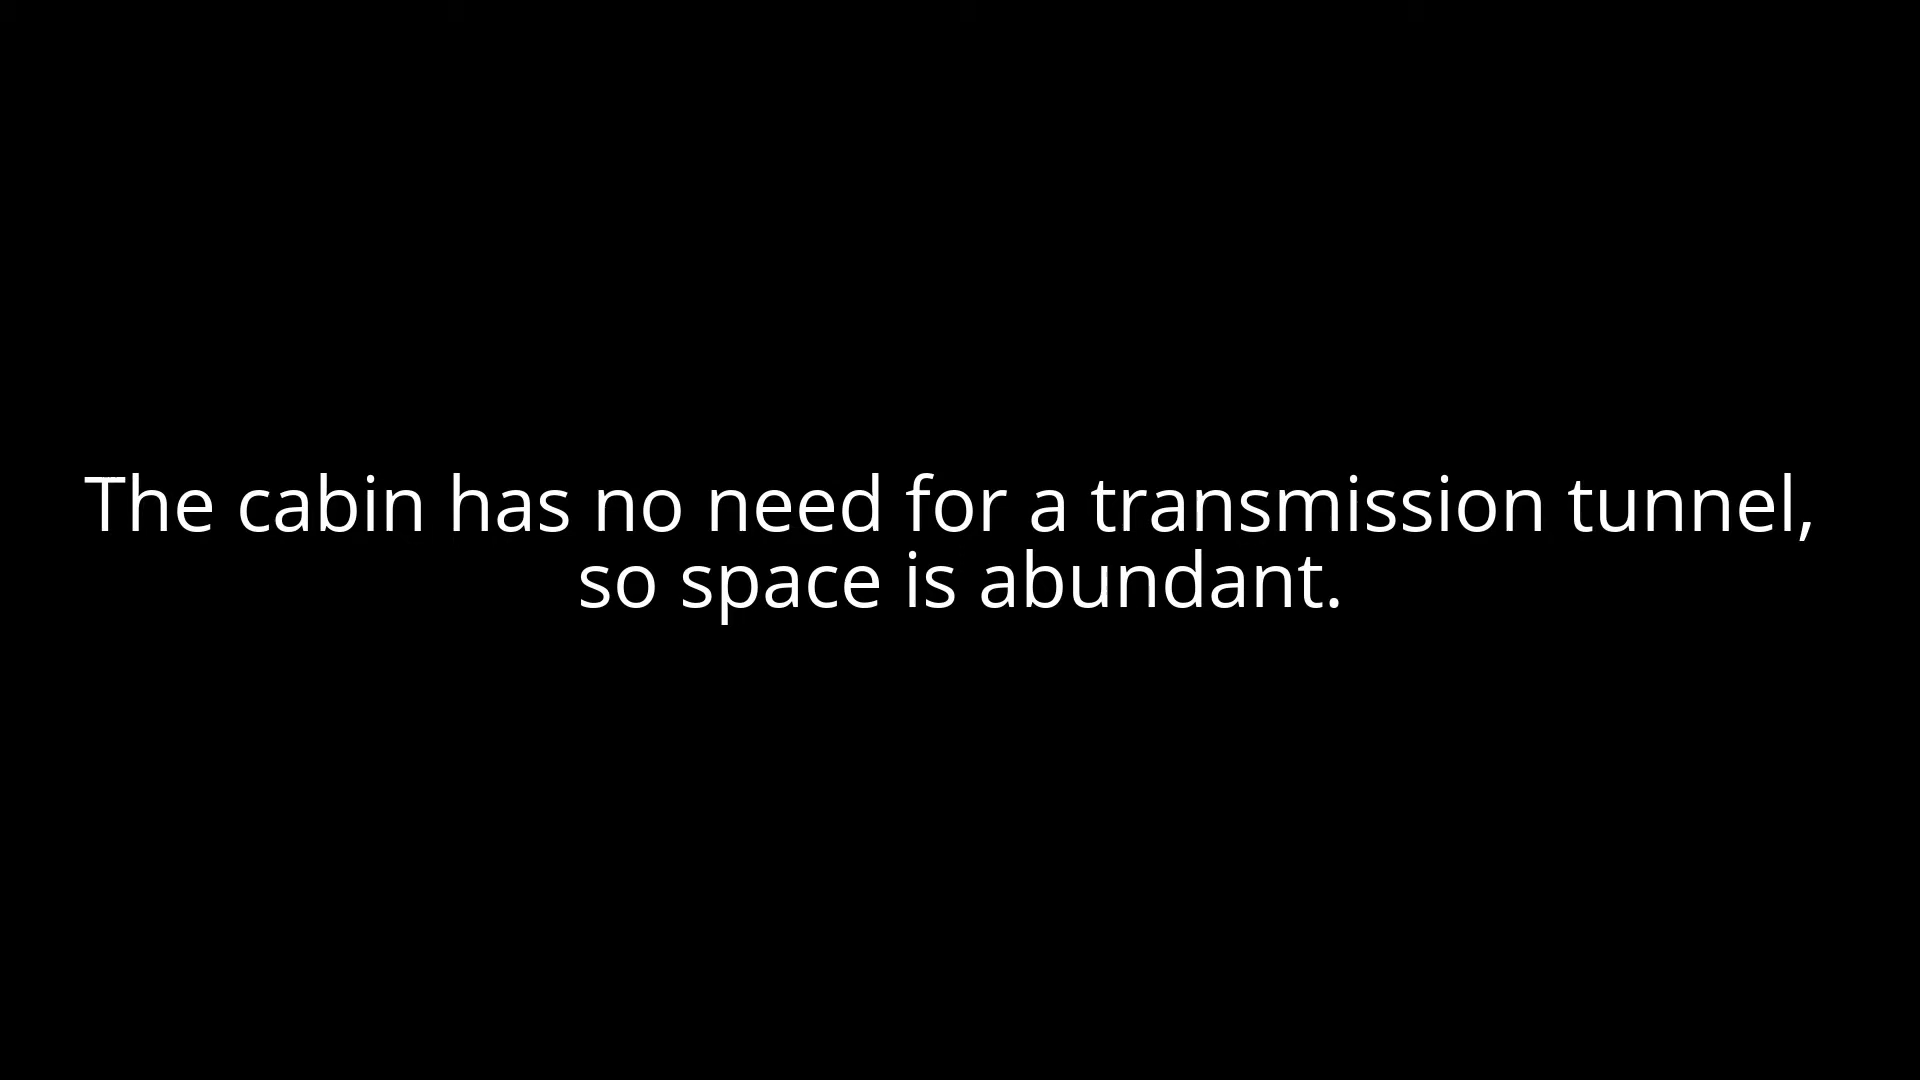 The cabin has no need for a transmission tunnel,
so space is abundant.